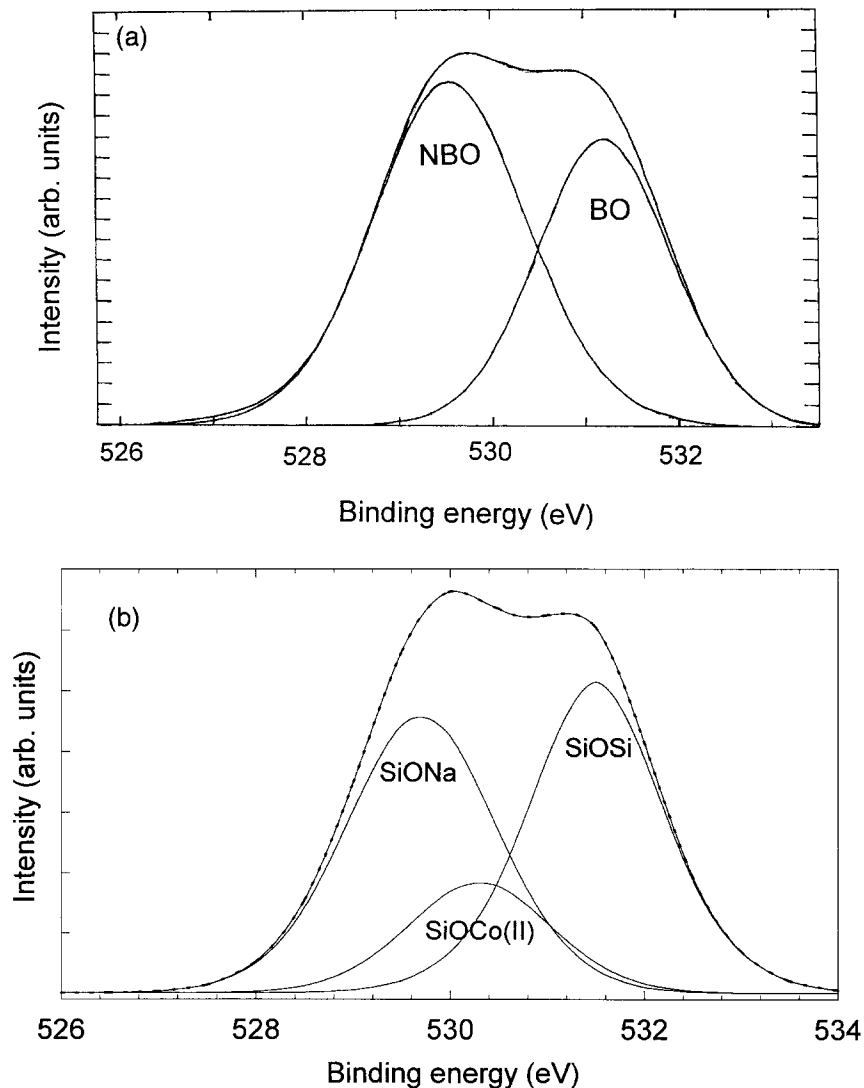 (a)
Intensity (arb. units)
NBO
BO
526 528 530 532
Binding energy (eV)
(b)
Intensity (arb. units)
SiONa
SiOSi
SiOCo(II)
526 528 530 532 534
Binding energy (eV)